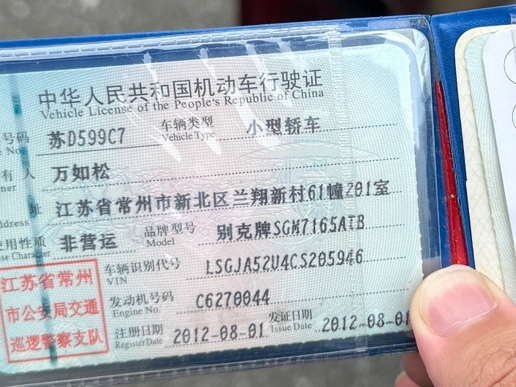 中华人民共和国机动车行驶证
Vehicle License of the People's Republic of China
号码 苏D599C7 车辆类型 小型轿车
Vehicle Type
有人 万如松
址 江苏省常州市新北区兰翔新村61幢201室
Address
使用性质 非营运 品牌型号 别克牌SGM7165ATB
Character Model
车辆识别代号 LSGJA52U4CS205946
VIN
江苏省常州
市公安局交通
巡逻警察支队
发动机号码 C6270044
Engine No.
注册日期 2012-08-01 发证日期 2012-08-01
Register Date Issue Date